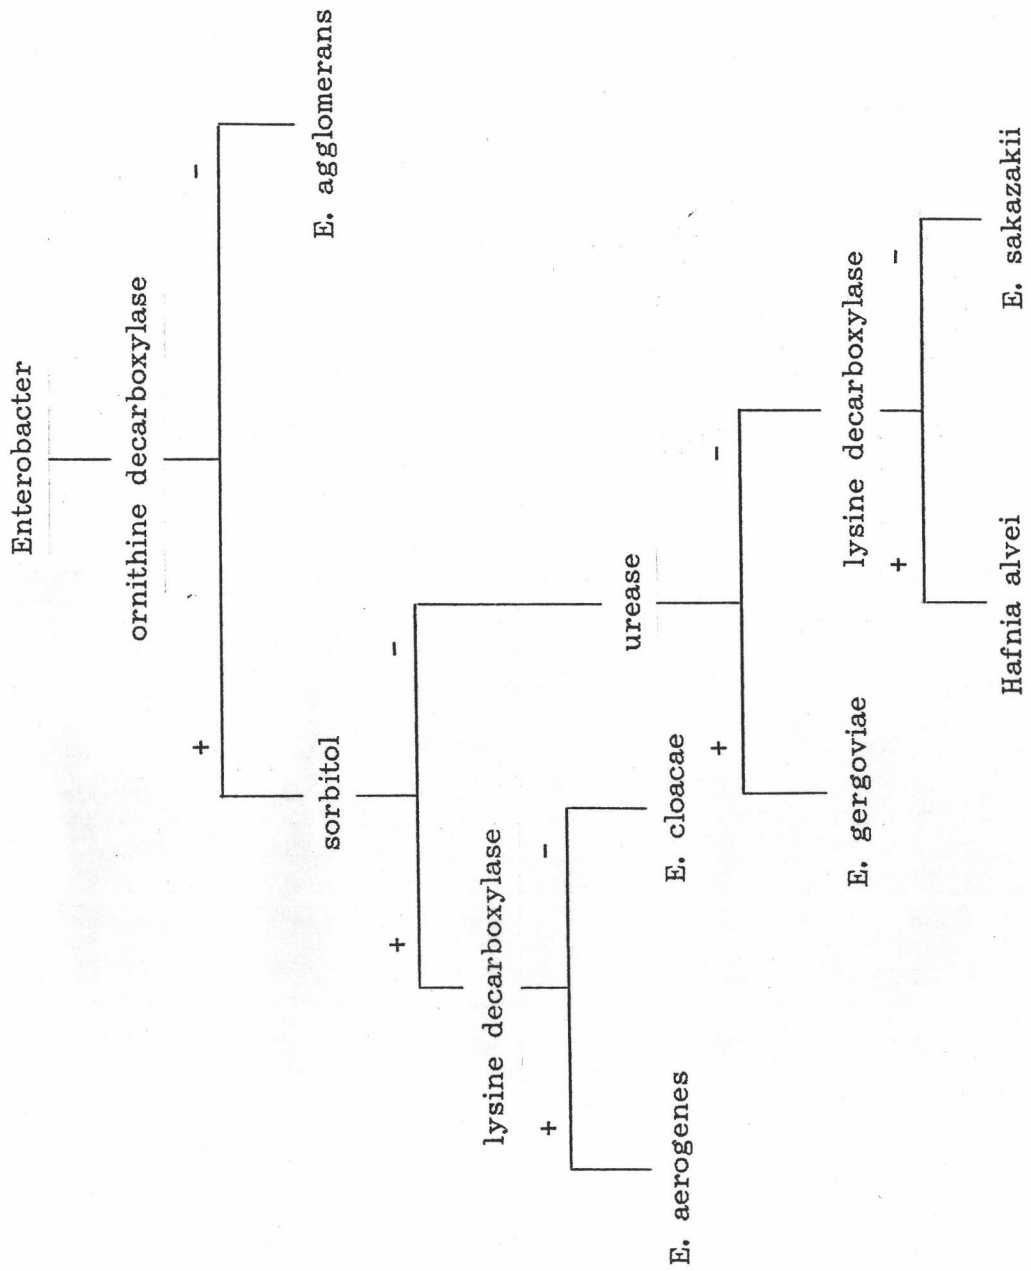 Enterobacter
ornithine decarboxylase
+ -
sorbitol E. agglomerans
+ -
lysine decarboxylase
+ -
urease
E. aerogenes E. cloacae
+ -
E. gergoviae lysine decarboxylase
+ -
Hafnia alvei E. sakazakii